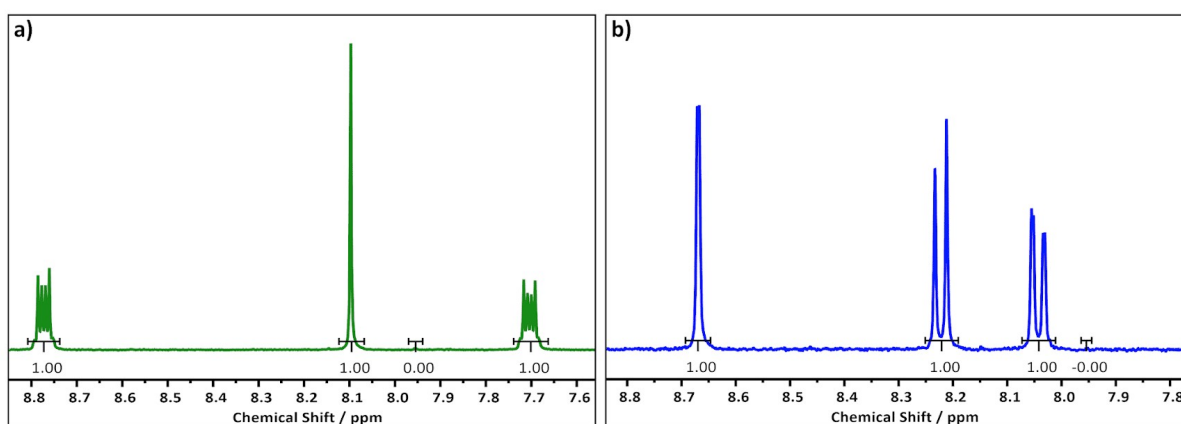 a)
1.00 1.00 0.00 1.00
8.8 8.7 8.6 8.5 8.4 8.3 8.2 8.1 8.0 7.9 7.8 7.7 7.6
Chemical Shift / ppm
b)
1.00 1.00 1.00 -0.00
8.8 8.7 8.6 8.5 8.4 8.3 8.2 8.1 8.0 7.9 7.8
Chemical Shift / ppm